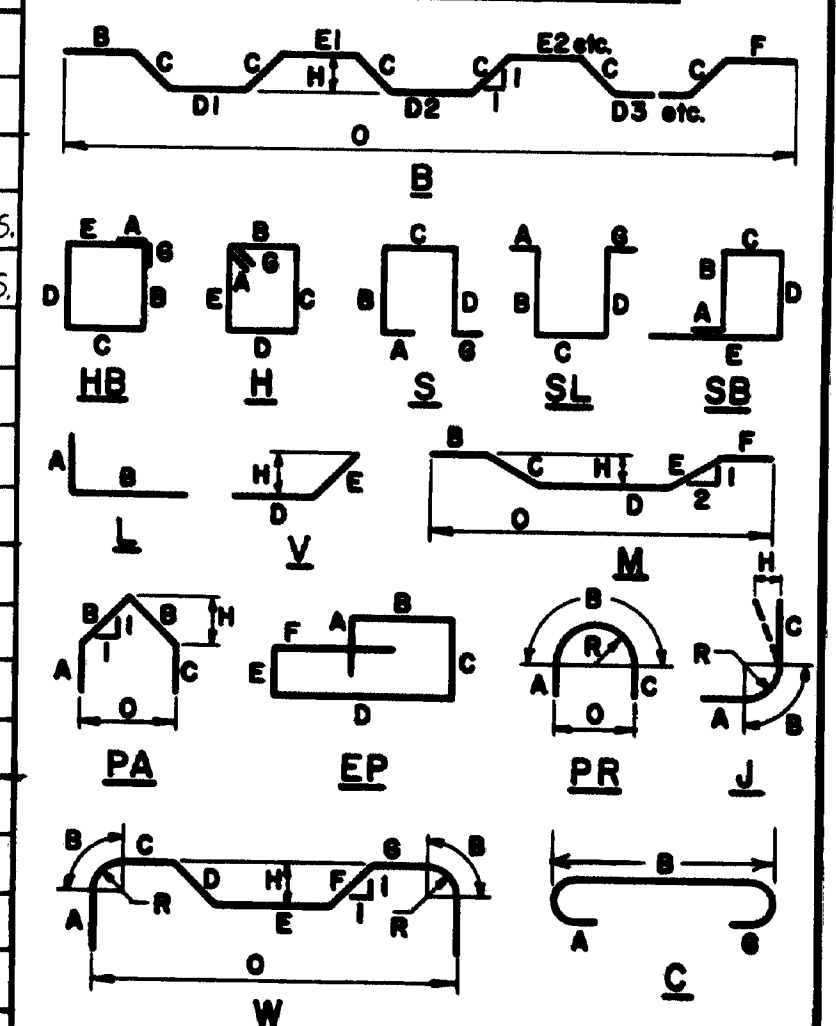 B C C E1 H C C 1 1 E2 etc. C C F
D1 D2 D3 etc.
O
B
S.
S.
E A G D B C
B G A E C D
C B D A G
A G B D C
C B D A E
HB H S SL SB
A B
H E D
B C H E 1 2 D F O
L V M
B B 1 1 H A C O
A B F E C D
B R A C O
H C R A B
PA EP PR J
B C D H F 1 1 G B A R E R O
B A G
W C